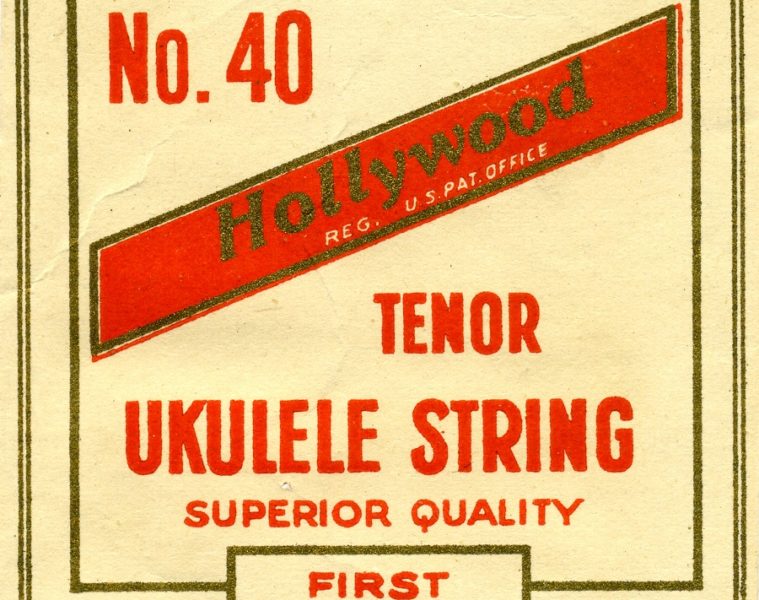 No. 40
Hollywood
REG. U.S. PAT. OFFICE
TENOR
UKULELE STRING
SUPERIOR QUALITY
FIRST